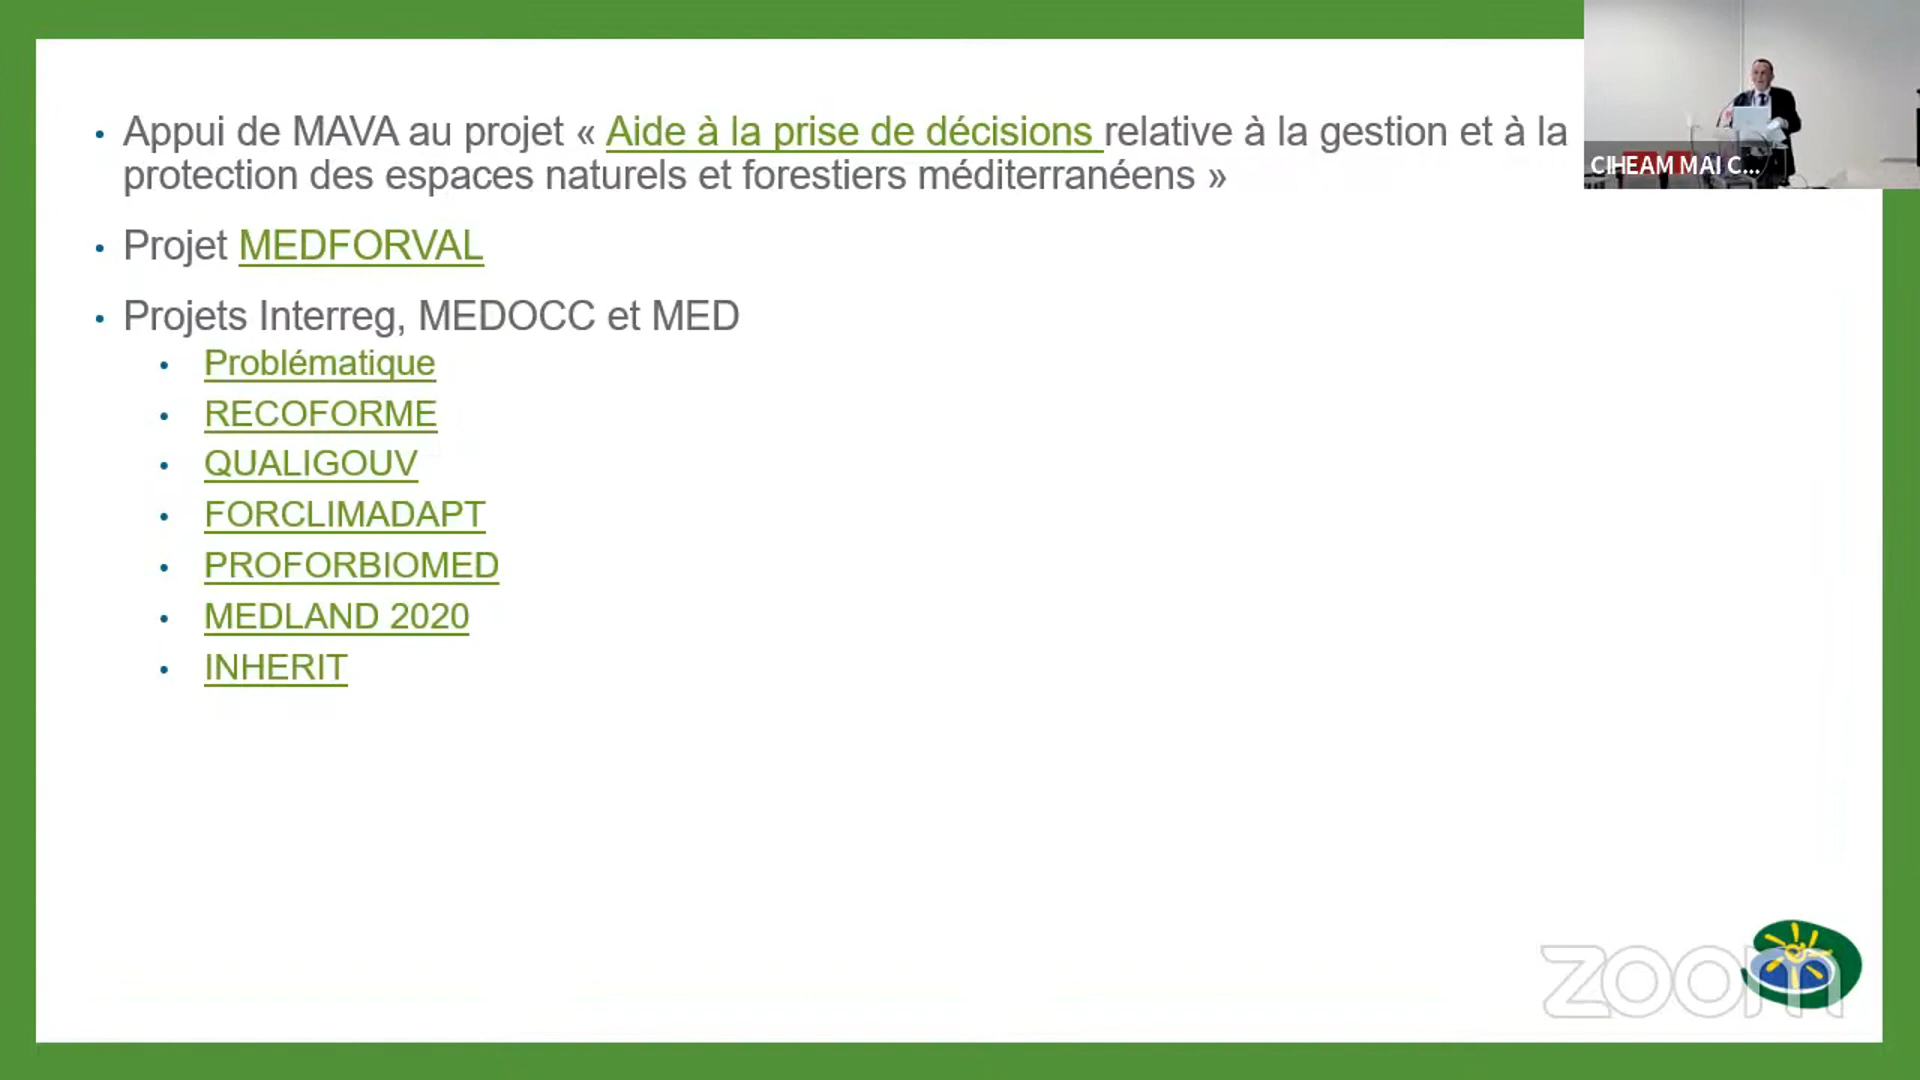 • Appui de MAVA au projet « Aide à la prise de décisions relative à la gestion et à la
protection des espaces naturels et forestiers méditerranéens »
• Projet MEDFORVAL
• Projets Interreg, MEDOCC et MED
• Problématique
• RECOFORME
• QUALIGOUV
• FORCLIMADAPT
• PROFORBIOMED
• MEDLAND 2020
• INHERIT
CIHEAM MAI C...
zoom